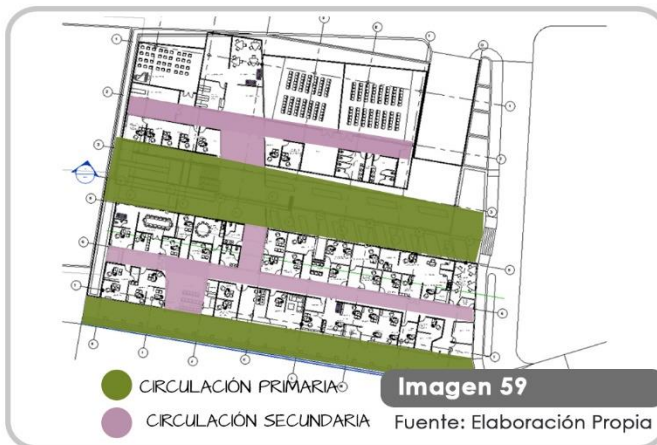 CIRCULACIÓN PRIMARIA
Imagen 59
CIRCULACIÓN SECUNDARIA
Fuente: Elaboración Propia